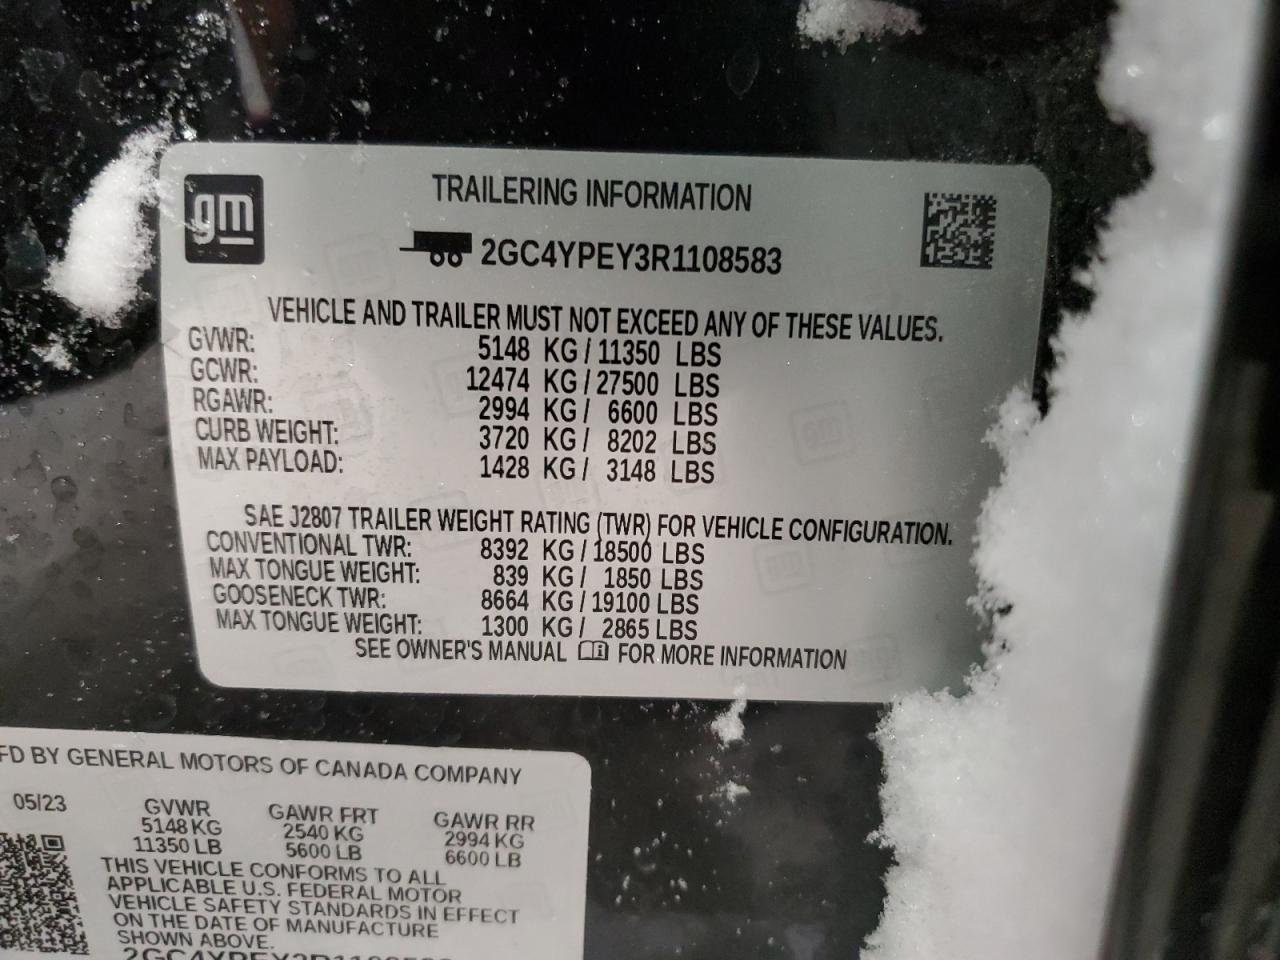 gm
TRAILERING INFORMATION
2GC4YPEY3R1108583
VEHICLE AND TRAILER MUST NOT EXCEED ANY OF THESE VALUES.
GVWR: 5148 KG / 11350 LBS
GCWR: 12474 KG / 27500 LBS
RGAWR: 2994 KG / 6600 LBS
CURB WEIGHT: 3720 KG / 8202 LBS
MAX PAYLOAD: 1428 KG / 3148 LBS
SAE J2807 TRAILER WEIGHT RATING (TWR) FOR VEHICLE CONFIGURATION.
CONVENTIONAL TWR: 8392 KG / 18500 LBS
MAX TONGUE WEIGHT: 839 KG / 1850 LBS
GOOSENECK TWR: 8664 KG / 19100 LBS
MAX TONGUE WEIGHT: 1300 KG / 2865 LBS
SEE OWNER'S MANUAL FOR MORE INFORMATION
FD BY GENERAL MOTORS OF CANADA COMPANY
05/23 GVWR GAWR FRT GAWR RR
5148 KG 2540 KG 2994 KG
11350 LB 5600 LB 6600 LB
THIS VEHICLE CONFORMS TO ALL
APPLICABLE U.S. FEDERAL MOTOR
VEHICLE SAFETY STANDARDS IN EFFECT
ON THE DATE OF MANUFACTURE
SHOWN ABOVE.
2GC4YPEY3R1108583